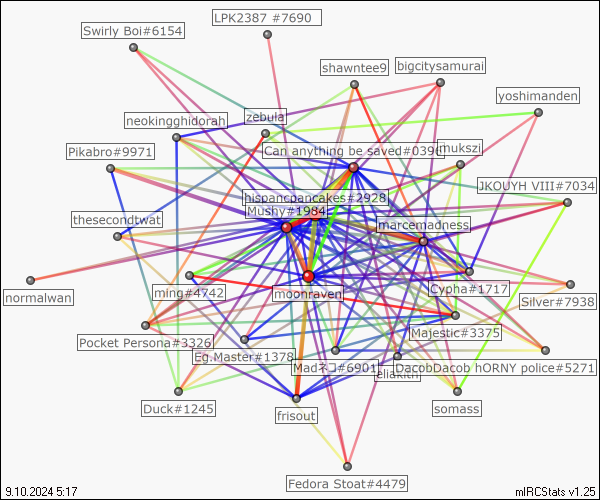 LPK2387 #7690
Swirly Boi#6154
shawntee9
bigcitysamurai
yoshimanden
zebula
neokingghidorah
Can anything be saved#0390
mukszi
Pikabro#9971
JKOUYH VIII#7034
hispancpancakes#2928
Mushy#1984
thesecondtwat
marcemadness
normalwan
ming#4742
moonraven
Cypha#1717
Silver#7938
Majestic#3375
Pocket Persona#3326
Eg.Master#1378
Madネコ#6901
DacobDacob hORNY police#5271
eliakith
Duck#1245
frisout
somass
Fedora Stoat#4479
9.10.2024 5:17
mIRCStats v1.25